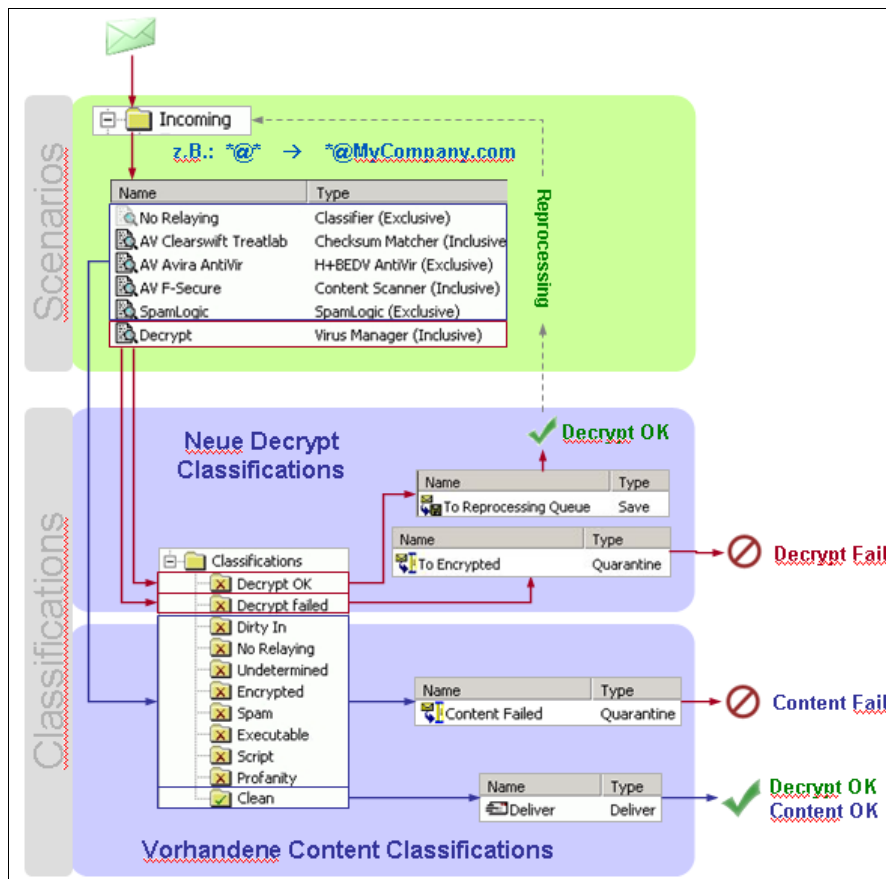 Incoming
z.B.: *@* → *@MyCompany.com
Scenarios
Reprocessing
Name Type
No Relaying Classifier (Exclusive)
AV Clearswift Treatlab Checksum Matcher (Inclusive
AV Avira AntiVir H+BEDV AntiVir (Exclusive)
AV F-Secure Content Scanner (Inclusive)
SpamLogic SpamLogic (Exclusive)
Decrypt Virus Manager (Inclusive)
Classifications
Neue Decrypt
Classifications
Decrypt OK
Name Type
To Reprocessing Queue Save
Name Type
To Encrypted Quarantine
Decrypt Fail
Classifications
Decrypt OK
Decrypt failed
Dirty In
No Relaying
Undetermined
Encrypted
Spam
Executable
Script
Profanity
Clean
Name Type
Content Failed Quarantine
Content Fail
Name Type
Deliver Deliver
Decrypt OK
Content OK
Vorhandene Content Classifications